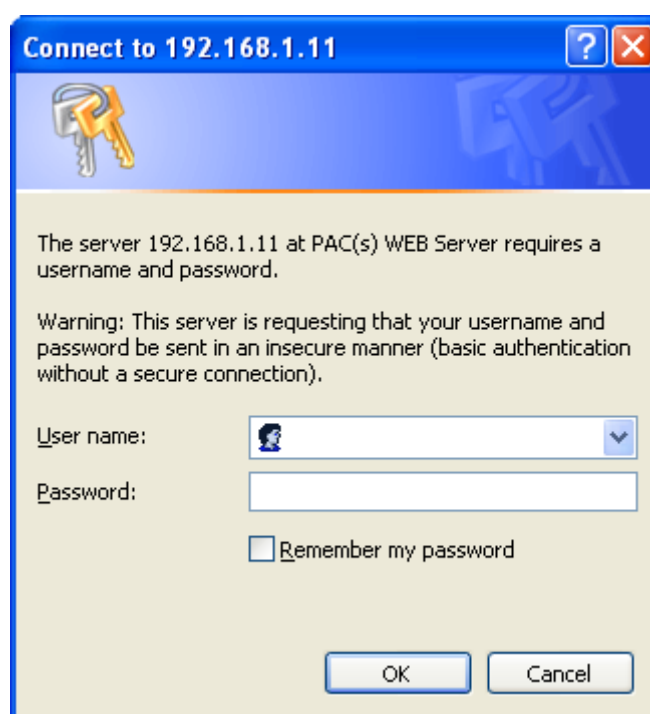 Connect to 192.168.1.11
The server 192.168.1.11 at PAC(s) WEB Server requires a
username and password.
Warning: This server is requesting that your username and
password be sent in an insecure manner (basic authentication
without a secure connection).
User name:
Password:
Remember my password
OK Cancel